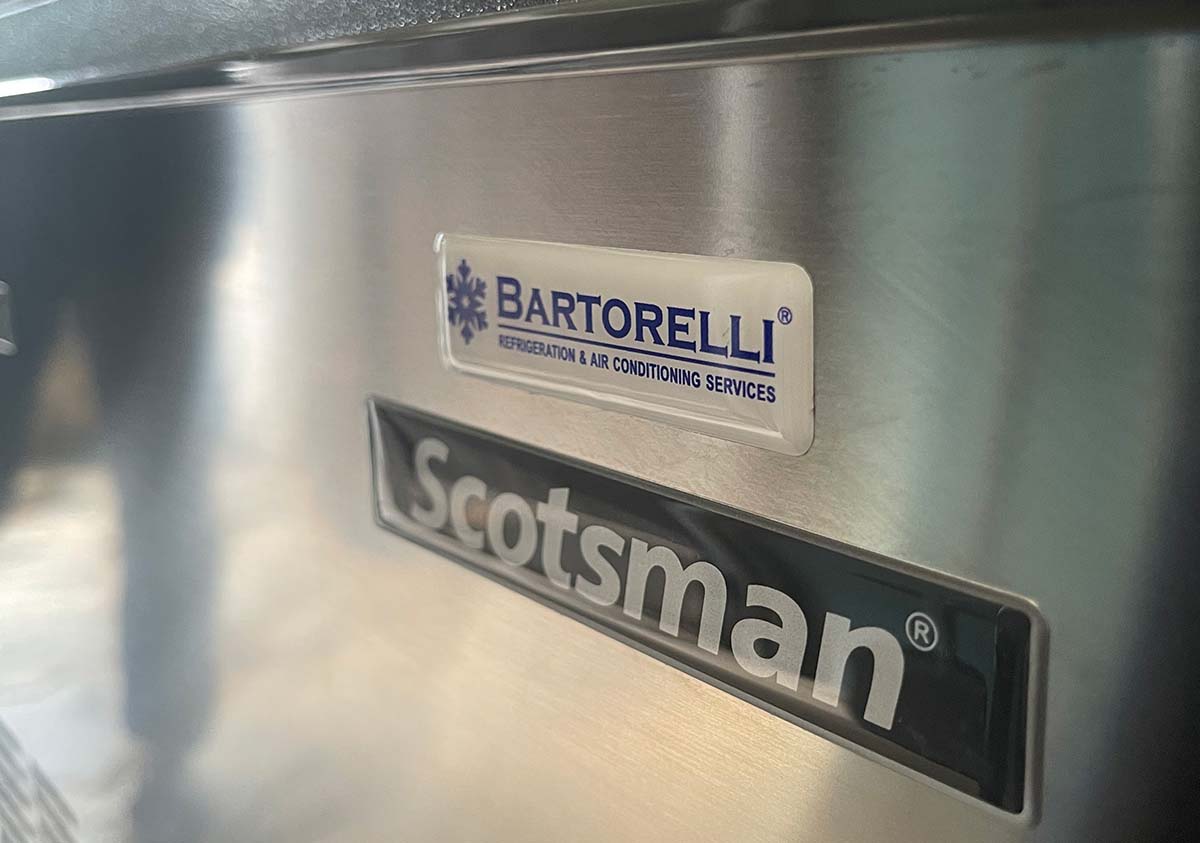 BARTORELLI®
REFRIGERATION & AIR CONDITIONING SERVICES
Scotsman®